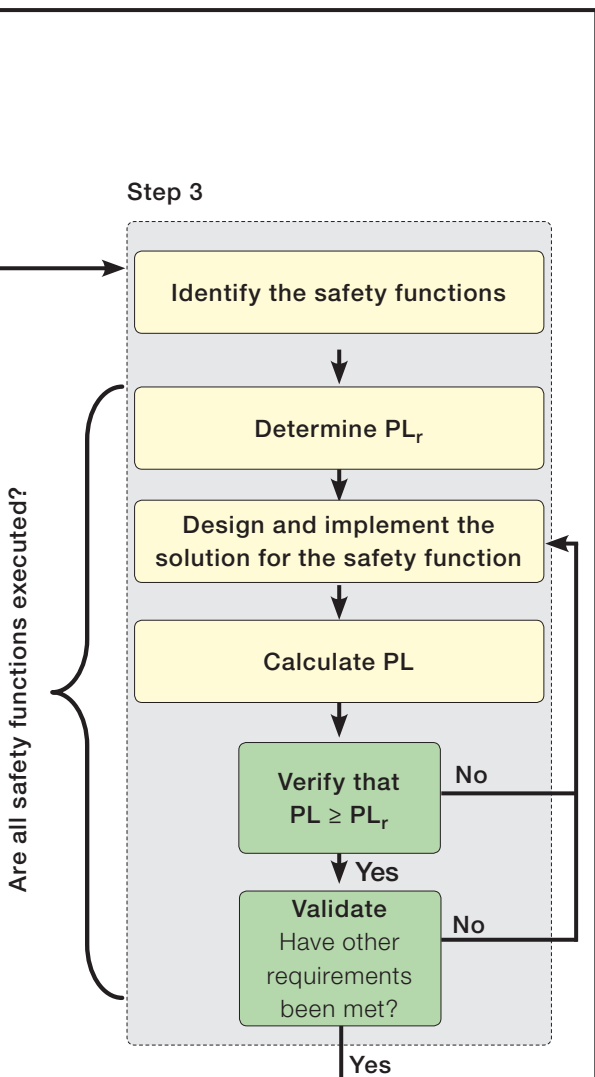 Step 3
Identify the safety functions
Determine PLr
Design and implement the
solution for the safety function
Calculate PL
Verify that
PL ≥ PLr
No
Yes
Validate
Have other
requirements
been met?
No
Yes
Are all safety functions executed?